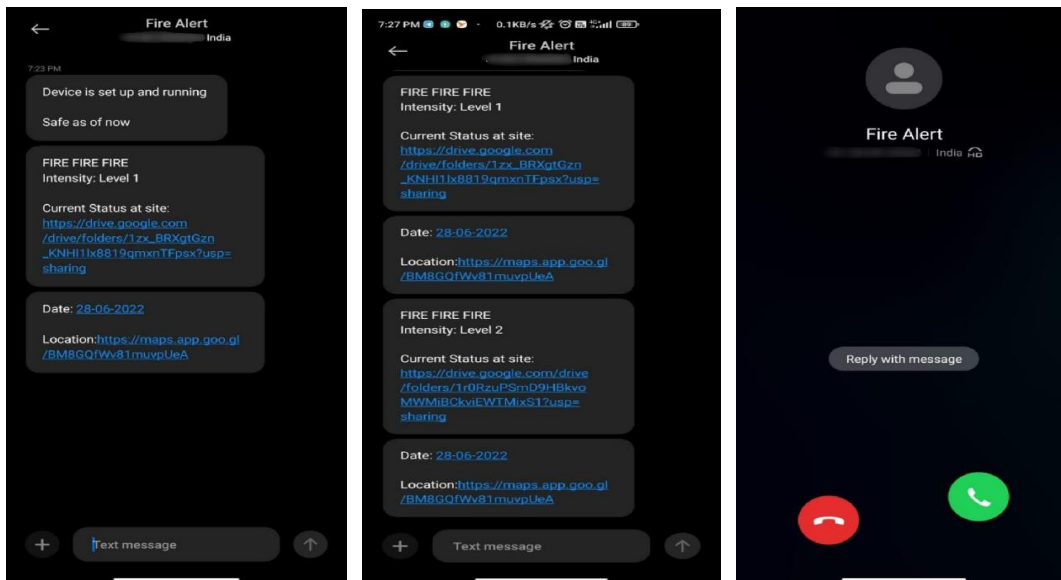 Fire Alert
India
7:23 PM
Device is set up and running
Safe as of now
FIRE FIRE FIRE
Intensity: Level 1
Current Status at site:
https://drive.google.com
/drive/folders/1zx_BRXgtGzn
_KNHI1lx8819qmxnTFpsx?usp=
sharing
Date: 28-06-2022
Location:https://maps.app.goo.gl
/BM8GQfWv81muvpUeA
Text message
7:27 PM
0.1KB/s
Fire Alert
India
FIRE FIRE FIRE
Intensity: Level 1
Current Status at site:
https://drive.google.com
/drive/folders/1zx_BRXgtGzn
_KNHI1lx8819qmxnTFpsx?usp=
sharing
Date: 28-06-2022
Location:https://maps.app.goo.gl
/BM8GQfWv81muvpUeA
FIRE FIRE FIRE
Intensity: Level 2
Current Status at site:
https://drive.google.com/drive
/folders/1r0RzuPSmD9HBkvo
MWMiBCkviEWTMixS1?usp=
sharing
Date: 28-06-2022
Location:https://maps.app.goo.gl
/BM8GQfWv81muvpUeA
Text message
Fire Alert
India HD
Reply with message